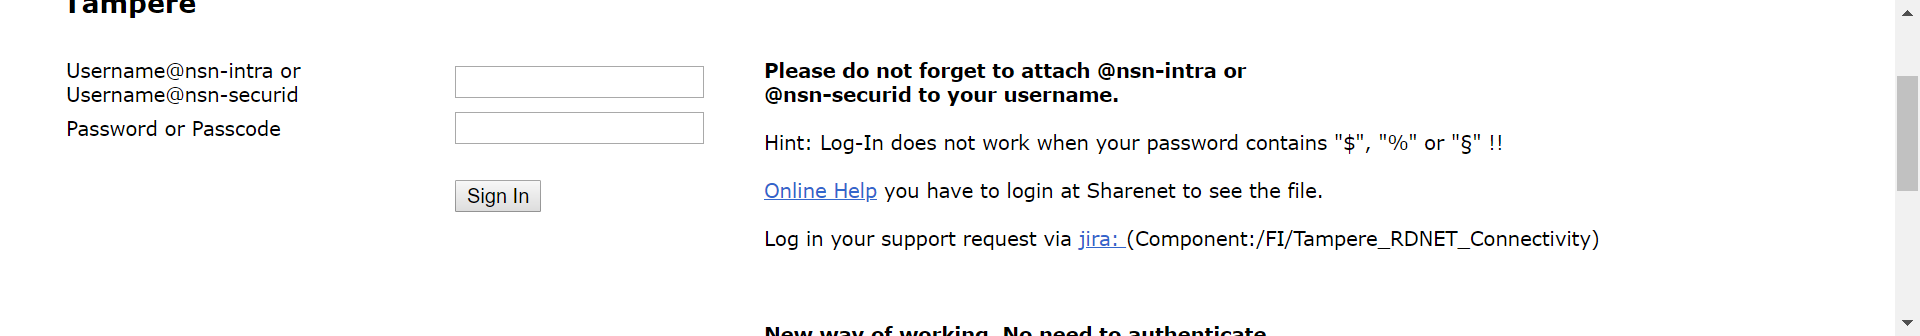 Tampere
Username@nsn-intra or
Username@nsn-securid
Password or Passcode
Sign In
Please do not forget to attach @nsn-intra or
@nsn-securid to your username.
Hint: Log-In does not work when your password contains "$", "%" or "§" !!
Online Help you have to login at Sharenet to see the file.
Log in your support request via jira: (Component:/FI/Tampere_RDNET_Connectivity)
New way of working. No need to authenticate